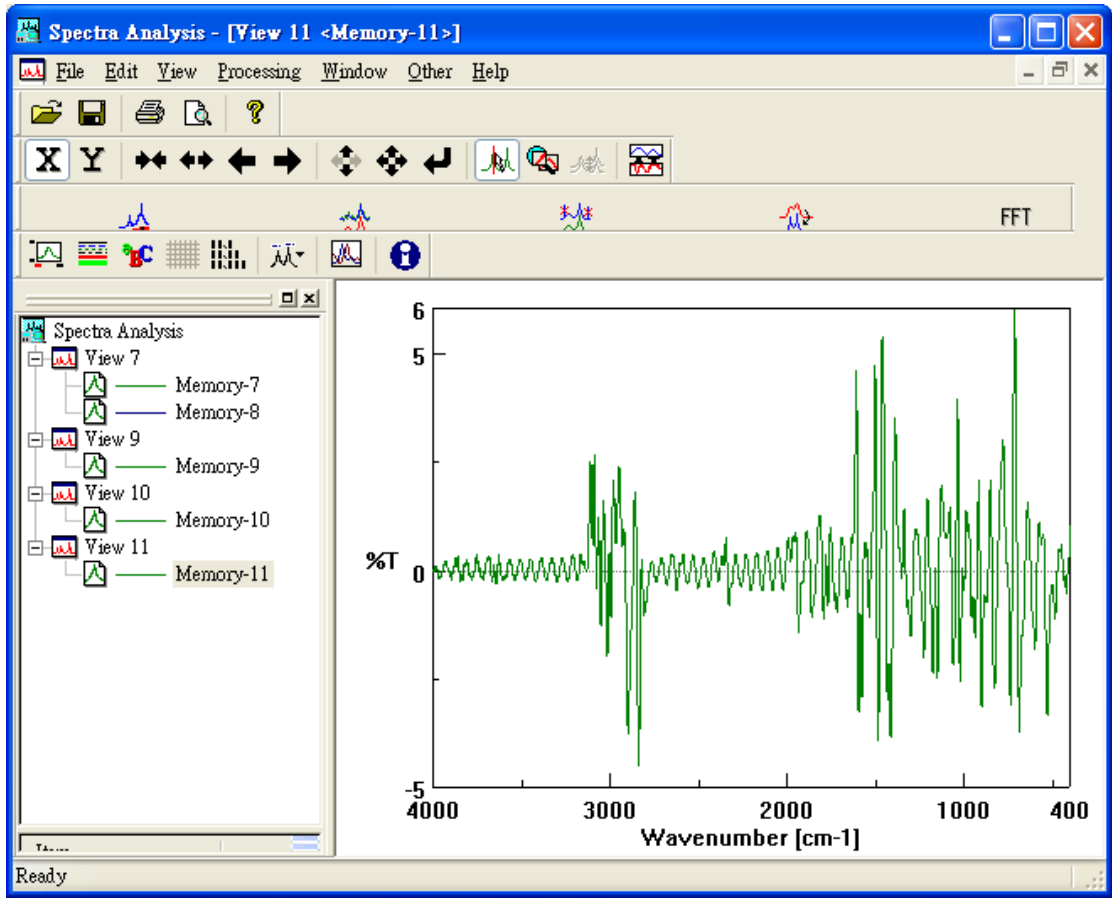 Spectra Analysis - [View 11 <Memory-11>]
File Edit View Processing Window Other Help
X Y
FFT
aBC
Spectra Analysis
View 7
Memory-7
Memory-8
View 9
Memory-9
View 10
Memory-10
View 11
Memory-11
6
5
%T 0
-5
4000 3000 2000 1000 400
Wavenumber [cm-1]
Ready